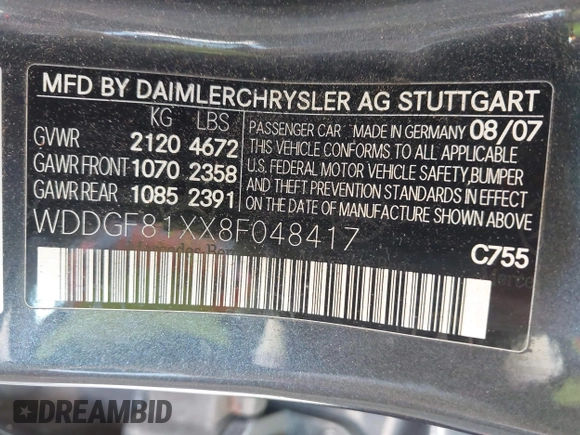 MFD BY DAIMLERCHRYSLER AG STUTTGART
KG LBS
GVWR 2120 4672
GAWR FRONT 1070 2358
GAWR REAR 1085 2391
PASSENGER CAR MADE IN GERMANY 08/07
THIS VEHICLE CONFORMS TO ALL APPLICABLE
U.S. FEDERAL MOTOR VEHICLE SAFETY, BUMPER
AND THEFT PREVENTION STANDARDS IN EFFECT
ON THE DATE OF MANUFACTURE SHOWN ABOVE.
WDDGF81XX8F048417
C755
DREAMBID